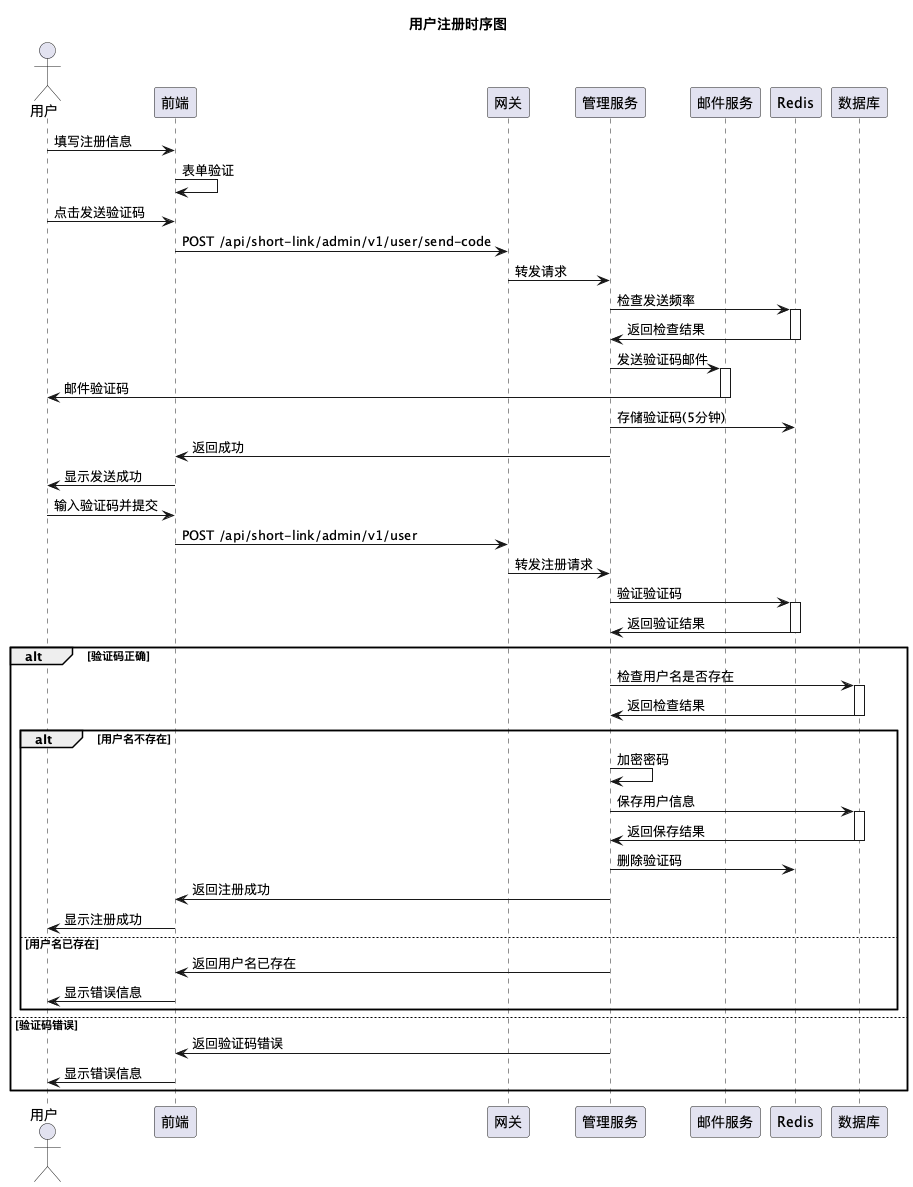 用户注册时序图
用户
前端
网关
管理服务
邮件服务
Redis
数据库
填写注册信息
表单验证
点击发送验证码
POST /api/short-link/admin/v1/user/send-code
转发请求
检查发送频率
返回检查结果
发送验证码邮件
邮件验证码
存储验证码(5分钟)
返回成功
显示发送成功
输入验证码并提交
POST /api/short-link/admin/v1/user
转发注册请求
验证验证码
返回验证结果
alt [验证码正确]
检查用户名是否存在
返回检查结果
alt [用户名不存在]
加密密码
保存用户信息
返回保存结果
删除验证码
返回注册成功
显示注册成功
[用户名已存在]
返回用户名已存在
显示错误信息
[验证码错误]
返回验证码错误
显示错误信息
用户
前端
网关
管理服务
邮件服务
Redis
数据库